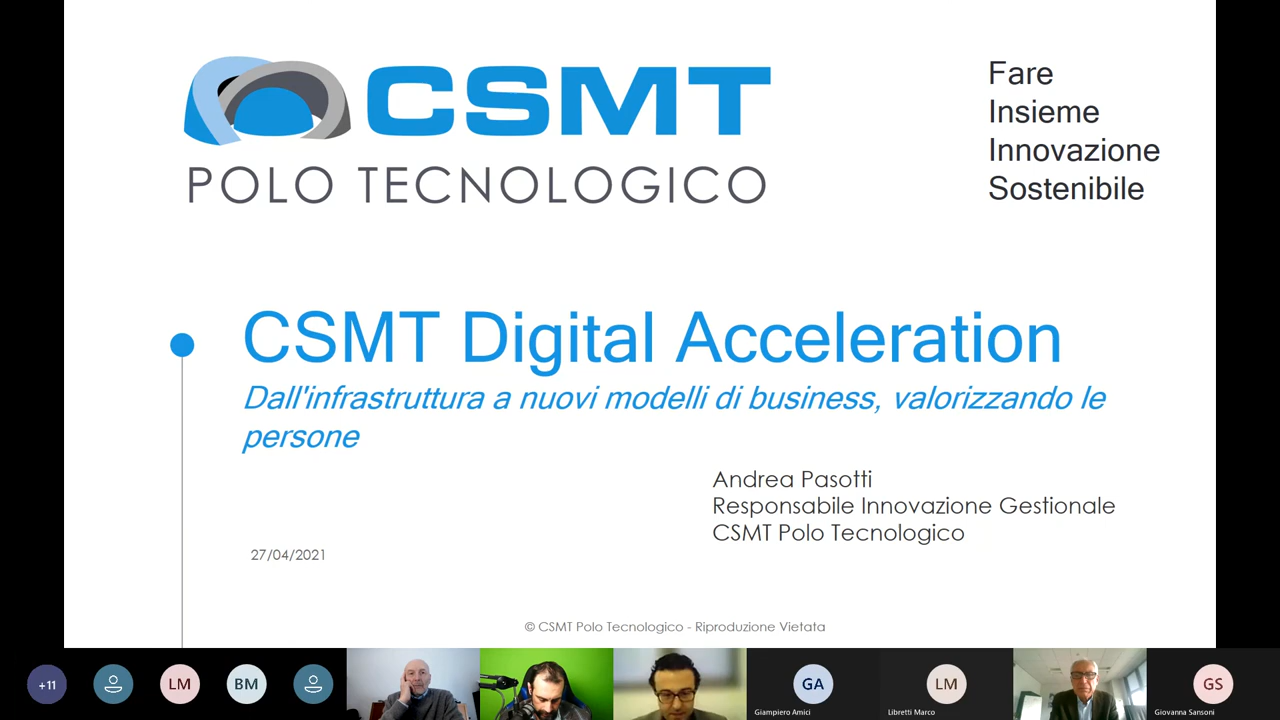 CSMT
POLO TECNOLOGICO
Fare
Insieme
Innovazione
Sostenibile
CSMT Digital Acceleration
Dall'infrastruttura a nuovi modelli di business, valorizzando le
persone
Andrea Pasotti
Responsabile Innovazione Gestionale
CSMT Polo Tecnologico
27/04/2021
© CSMT Polo Tecnologico - Riproduzione Vietata
+11
LM
BM
GA
Giampiero Amici
LM
Libretti Marco
GS
Giovanna Sansoni